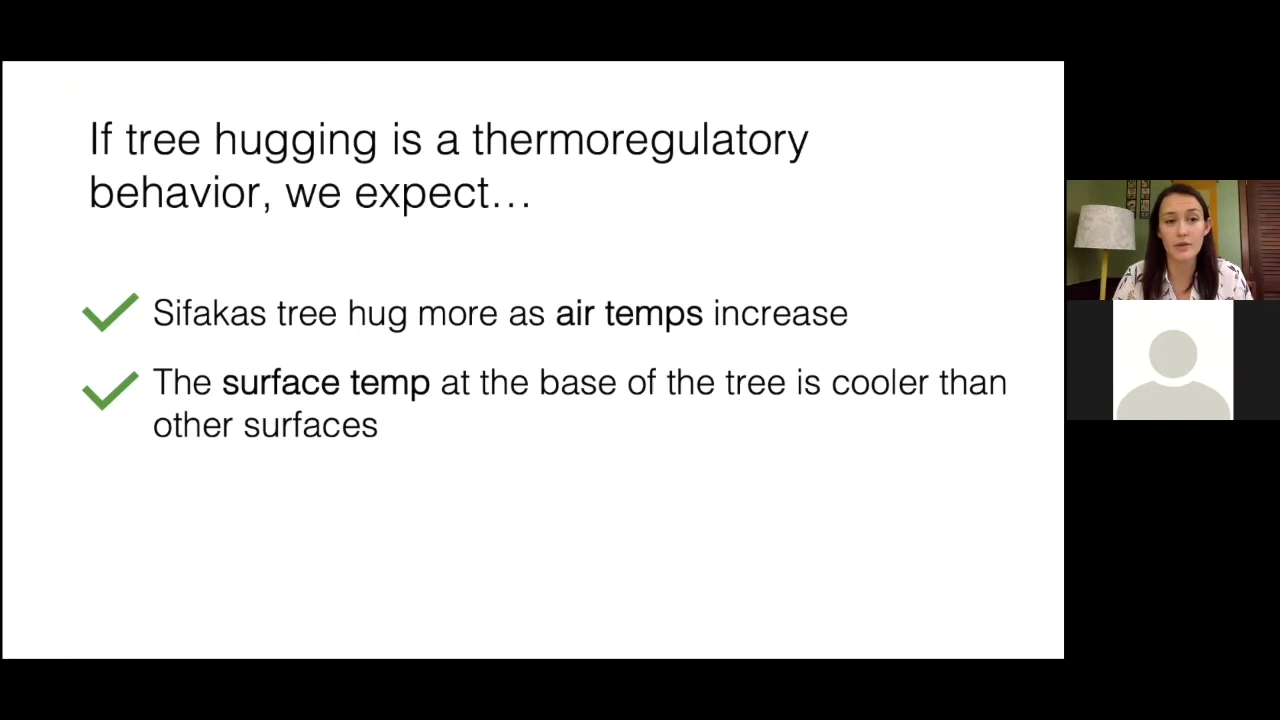 If tree hugging is a thermoregulatory
behavior, we expect…
Sifakas tree hug more as air temps increase
The surface temp at the base of the tree is cooler than
other surfaces